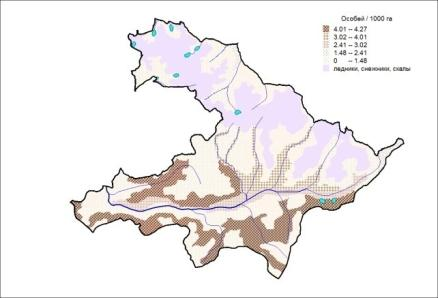 Особей / 1000 га
4.01 -- 4.27
3.02 -- 4.01
2.41 -- 3.02
1.48 -- 2.41
0 -- 1.48
ледники, снежники, скалы